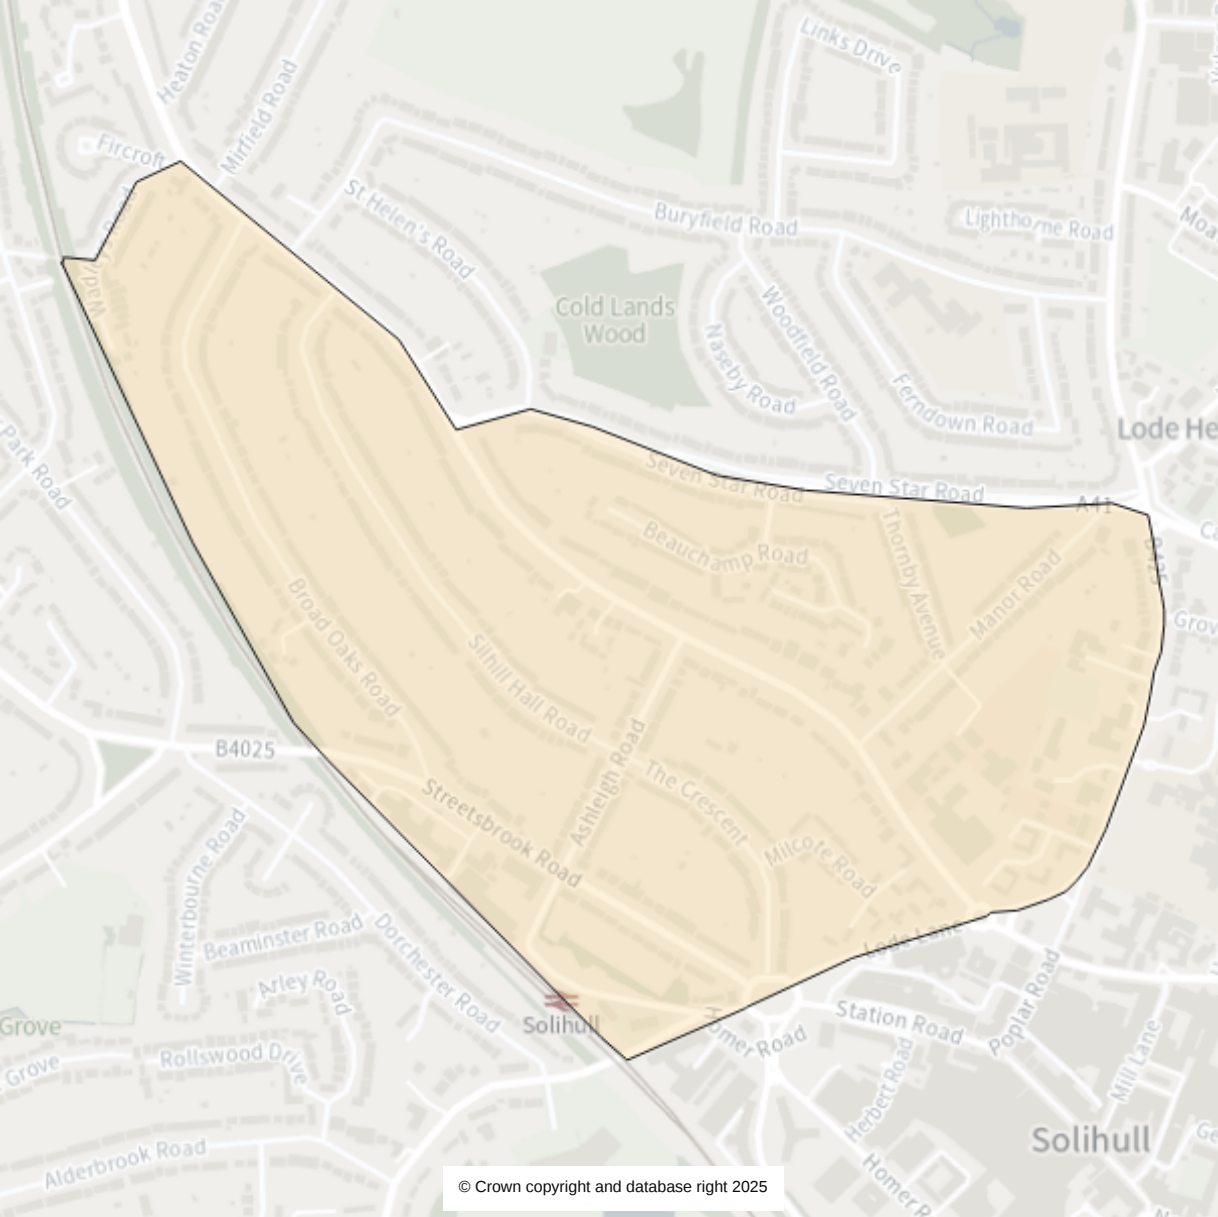 Heaton Road
Links Drive
Mirfield Road
Fircroft
St Helen's Road
Buryfield Road
Lighthorne Road
Moa
Cold Lands
Wood
Woodfield Road
Naseby Road
Ferndown Road
Park Road
Lode He
Seven Star Road
Seven Star Road
A41
Ca
Beauchamp Road
Thornby Avenue
Manor Road
B425
Grov
Broad Oaks Road
Silhill Hall Road
B4025
Ashleigh Road
The Crescent
Streetsbrook Road
Milcote Road
Winterbourne Road
Beaminster Road
Dorchester Road
Lode Lane
Arley Road
Solihull
Homer Road
Station Road
Poplar Road
Grove
Grove
Rollswood Drive
Herbert Road
Mill Lane
Solihull
Ge
Alderbrook Road
Homer R
© Crown copyright and database right 2025